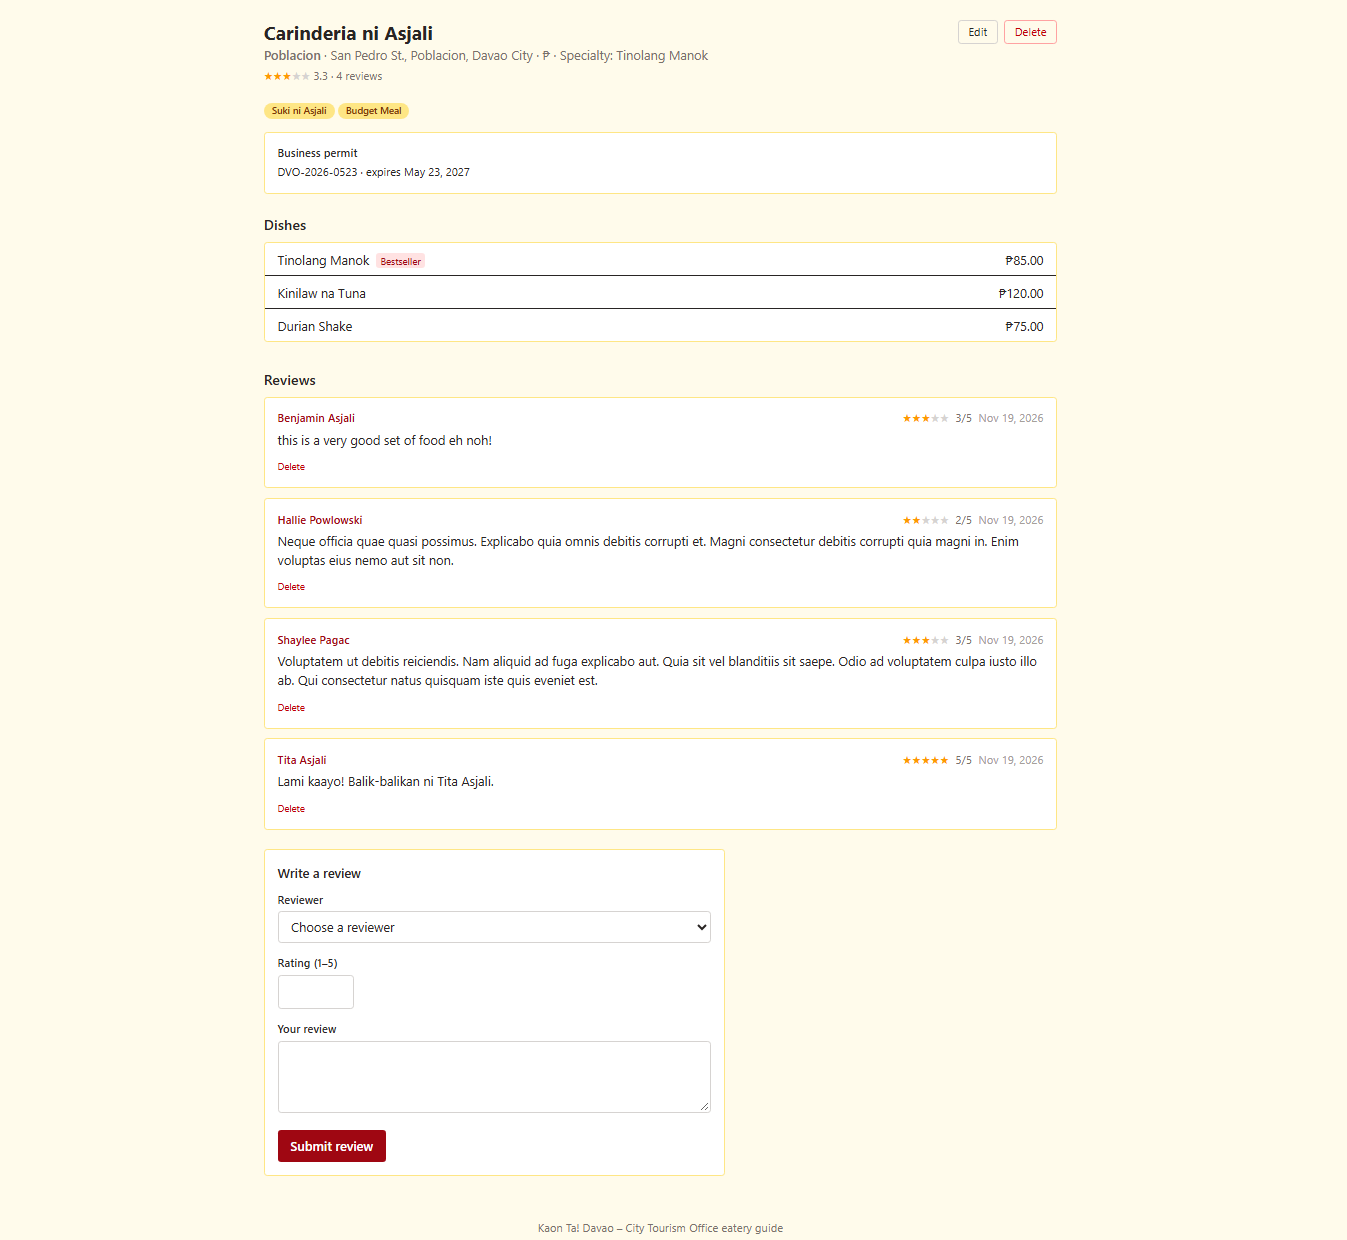 Carinderia ni Asjali
Edit
Delete
Poblacion · San Pedro St., Poblacion, Davao City · ₱ · Specialty: Tinolang Manok
★★★★★ 3.3 · 4 reviews
Suki ni Asjali
Budget Meal
Business permit
DVO-2026-0523 · expires May 23, 2027
Dishes
Tinolang Manok Bestseller ₱85.00
Kinilaw na Tuna ₱120.00
Durian Shake ₱75.00
Reviews
Benjamin Asjali ★★★★★ 3/5 Nov 19, 2026
this is a very good set of food eh noh!
Delete
Hallie Powlowski ★★★★★ 2/5 Nov 19, 2026
Neque officia quae quasi possimus. Explicabo quia omnis debitis corrupti et. Magni consectetur debitis corrupti quia magni in. Enim
voluptas eius nemo aut sit non.
Delete
Shaylee Pagac ★★★★★ 3/5 Nov 19, 2026
Voluptatem ut debitis reiciendis. Nam aliquid ad fuga explicabo aut. Quia sit vel blanditiis sit saepe. Odio ad voluptatem culpa iusto illo
ab. Qui consectetur natus quisquam iste quis eveniet est.
Delete
Tita Asjali ★★★★★ 5/5 Nov 19, 2026
Lami kaayo! Balik-balikan ni Tita Asjali.
Delete
Write a review
Reviewer
Choose a reviewer
Rating (1–5)
Your review
Submit review
Kaon Ta! Davao – City Tourism Office eatery guide